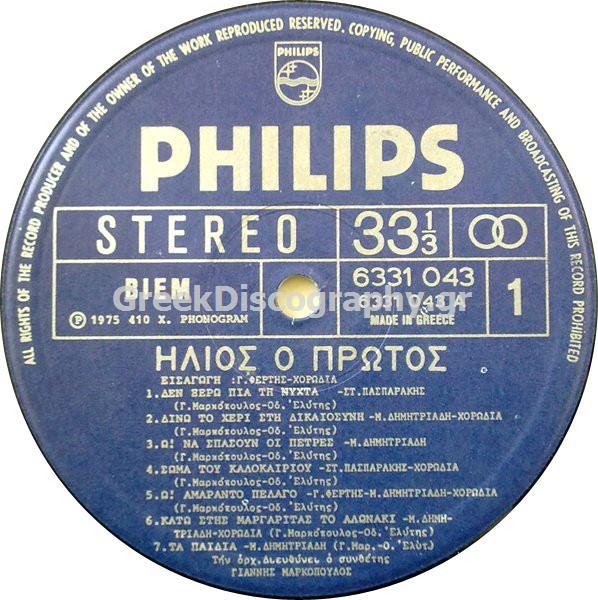 ALL RIGHTS OF THE RECORD PRODUCER AND OF THE OWNER OF THE WORK REPRODUCED RESERVED. COPYING, PUBLIC PERFORMANCE AND BROADCASTING OF THIS RECORD PROHIBITED
PHILIPS
PHILIPS
STEREO 33 1/3
BIEM 6331 043
6331 043 A 1
℗ 1975 410 X. PHONOGRAM MADE IN GREECE
GreekDiscography.gr
ΗΛΙΟΣ Ο ΠΡΩΤΟΣ
ΕΙΣΑΓΩΓΗ :Γ.ΦΕΡΤΗΣ-ΧΟΡΩΔΙΑ
1.ΔΕΝ ΞΕΡΩ ΠΙΑ ΤΗ ΝΥΧΤΑ -ΣΤ.ΠΑΣΠΑΡΑΚΗΣ
(Γ.Μαρκόπουλος-Οδ.Ἐλύτης)
2.ΔΙΝΩ ΤΟ ΧΕΡΙ ΣΤΗ ΔΙΚΑΙΟΣΥΝΗ -Μ.ΔΗΜΗΤΡΙΑΔΗ-ΧΟΡΩΔΙΑ
(Γ.Μαρκόπουλος-Οδ.Ἐλύτης)
3.Ω! ΝΑ ΣΠΑΣΟΥΝ ΟΙ ΠΕΤΡΕΣ -Μ.ΔΗΜΗΤΡΙΑΔΗ
(Γ.Μαρκόπουλος-Οδ.Ἐλύτης)
4.ΣΩΜΑ ΤΟΥ ΚΑΛΟΚΑΙΡΙΟΥ -ΣΤ.ΠΑΣΠΑΡΑΚΗΣ-ΧΟΡΩΔΙΑ
(Γ.Μαρκόπουλος-Οδ.Ἐλύτης)
5.Ω! ΑΜΑΡΑΝΤΟ ΠΕΛΑΓΟ -Γ.ΦΕΡΤΗΣ-Μ.ΔΗΜΗΤΡΙΑΔΗ-ΧΟΡΩΔΙΑ
(Γ.Μαρκόπουλος-Οδ.Ἐλύτης)
6.ΚΑΤΩ ΣΤΗΣ ΜΑΡΓΑΡΙΤΑΣ ΤΟ ΑΛΩΝΑΚΙ -Μ.ΔΗΜΗ-
ΤΡΙΑΔΗ-ΧΟΡΩΔΙΑ (Γ.Μαρκόπουλος-Οδ.Ἐλύτης)
7.ΤΑ ΠΑΙΔΙΑ -Μ.ΔΗΜΗΤΡΙΑΔΗ (Γ.Μαρ.-Ο.Ἐλύτ.)
Τήν ὀρχ.διευθύνει ὁ συνθέτης
ΓΙΑΝΝΗΣ ΜΑΡΚΟΠΟΥΛΟΣ